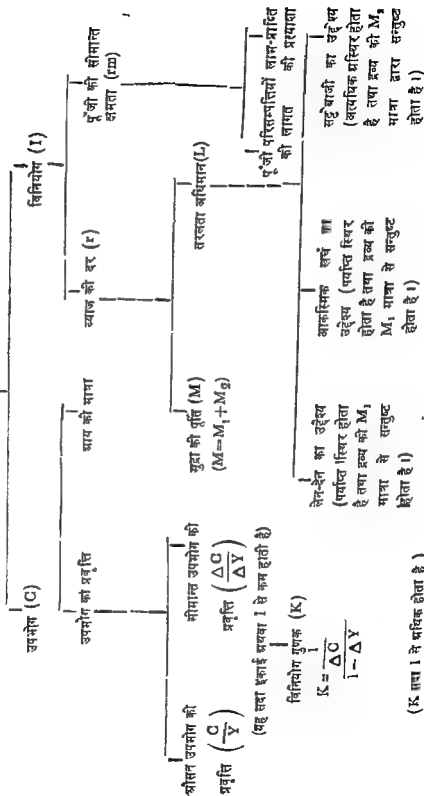 उपभोग (C)
विनियोग (I)
उपभोग को प्रवृत्ति
आय की मात्रा
ब्याज की दर (r)
पूँजी की सीमान्त
क्षमता (rm)
औसत उपभोग की
प्रवृत्ति (C/Y)
सीमान्त उपभोग की
प्रवृत्ति (ΔC/ΔY)
(यह सदा इकाई अथवा 1 से कम होती है)
विनियोग गुणक (K)
K = 1/(1 − ΔC/ΔY)
(K सदा 1 से अधिक होता है )
मुद्रा की पूर्ति (M)
(M=M₁+M₂)
तरलता अधिमान(L)
पूँजी परिसम्पत्तियों
की लागत
लाभ-प्राप्ति
की प्रत्याशा
लेन-देन का उद्देश्य
(पर्याप्त स्थिर होता
है तथा द्रव्य की M₁
मात्रा से सन्तुष्ट
होता है।)
आकस्मिक खर्च का
उद्देश्य (पर्याप्त स्थिर
होता है तथा द्रव्य की
M₁ मात्रा से सन्तुष्ट
होता है।)
सट्टेबाजी का उद्देश्य
(अत्यधिक अस्थिर होता
है तथा द्रव्य की M₂
मात्रा द्वारा सन्तुष्ट
होता है।)